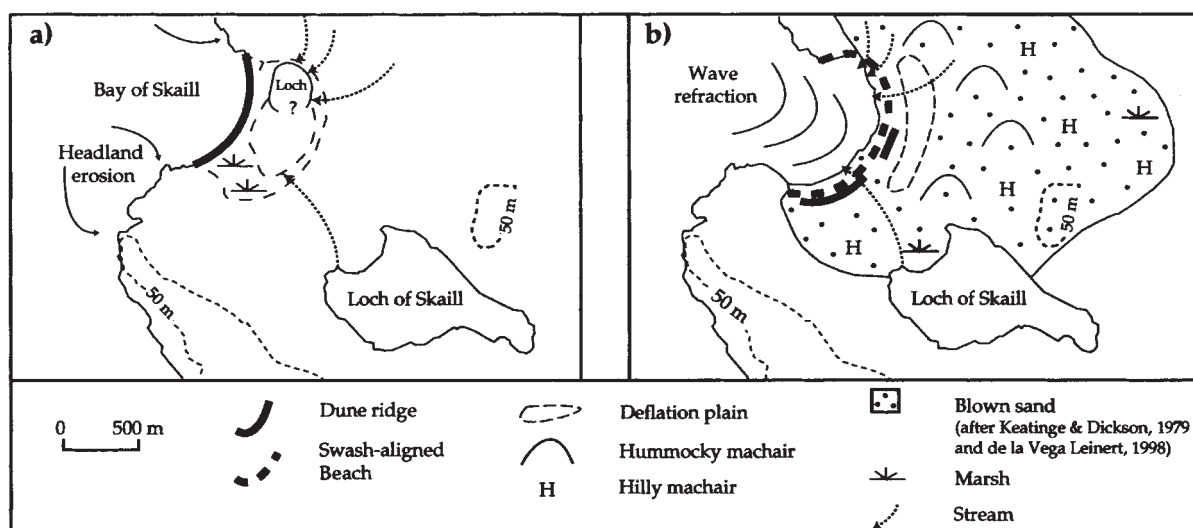 a)
Bay of Skaill
Loch
?
Headland
erosion
50 m
50 m
Loch of Skaill
b)
Wave
refraction
H
H
H
H
H
50 m
50 m
Loch of Skaill
0 500 m
Dune ridge
Swash-aligned
Beach
Deflation plain
Hummocky machair
H Hilly machair
Blown sand
(after Keatinge & Dickson, 1979
and de la Vega Leinert, 1998)
Marsh
Stream